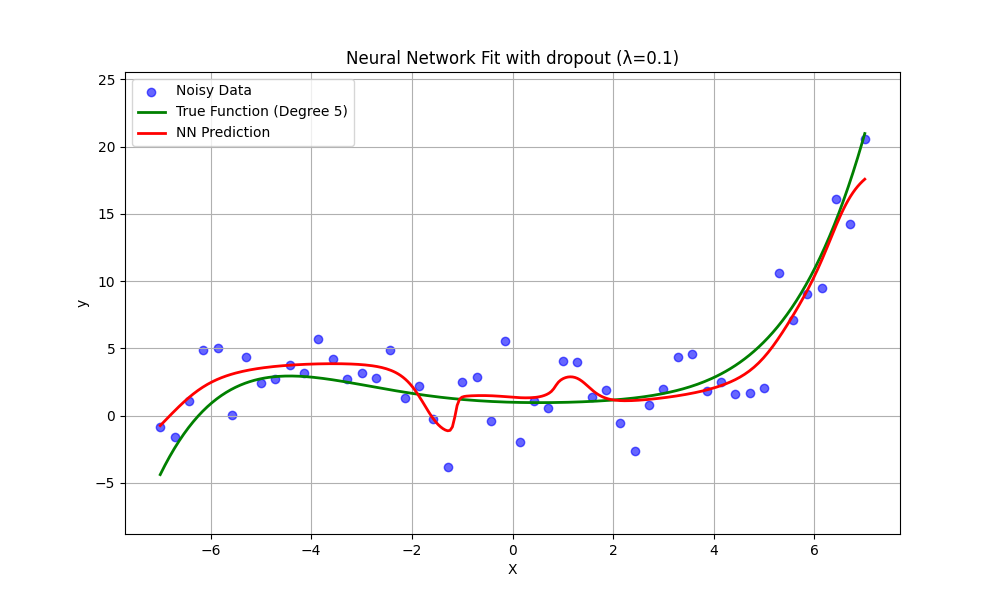 Neural Network Fit with dropout (λ=0.1)
Noisy Data
True Function (Degree 5)
NN Prediction
25
20
15
10
5
0
−5
y
−6 −4 −2 0 2 4 6
X